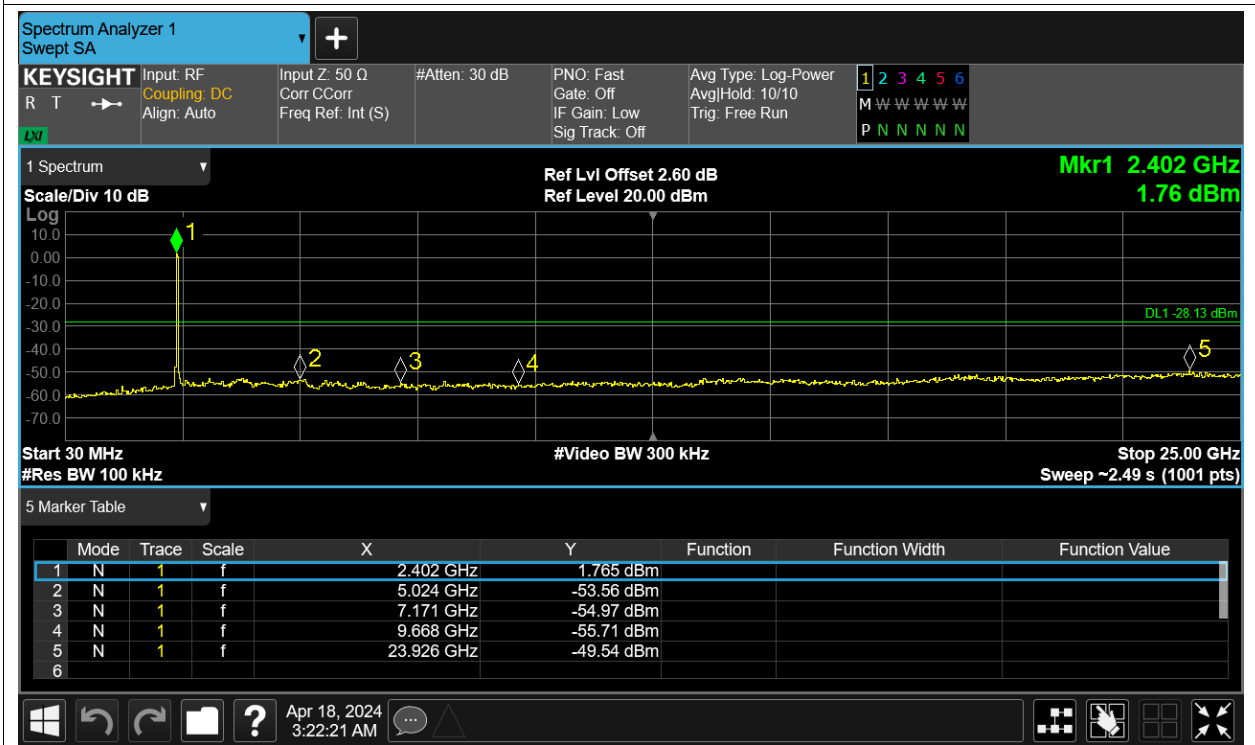 Spectrum Analyzer 1
Swept SA
KEYSIGHT
R T
LXI
Input: RF
Coupling: DC
Align: Auto
Input Z: 50 Ω
Corr CCorr
Freq Ref: Int (S)
#Atten: 30 dB
PNO: Fast
Gate: Off
IF Gain: Low
Sig Track: Off
Avg Type: Log-Power
Avg|Hold: 10/10
Trig: Free Run
1 2 3 4 5 6
M W W W W W
P N N N N N
1 Spectrum
Scale/Div 10 dB
Ref Lvl Offset 2.60 dB
Ref Level 20.00 dBm
Mkr1 2.402 GHz
1.76 dBm
Log
10.0
0.00
-10.0
-20.0
-30.0
-40.0
-50.0
-60.0
-70.0
1
2
3
4
5
DL1 -28.13 dBm
Start 30 MHz
#Video BW 300 kHz
Stop 25.00 GHz
#Res BW 100 kHz
Sweep ~2.49 s (1001 pts)
5 Marker Table
Mode Trace Scale X Y Function Function Width Function Value
1 N 1 f 2.402 GHz 1.765 dBm
2 N 1 f 5.024 GHz -53.56 dBm
3 N 1 f 7.171 GHz -54.97 dBm
4 N 1 f 9.668 GHz -55.71 dBm
5 N 1 f 23.926 GHz -49.54 dBm
6
?
Apr 18, 2024
3:22:21 AM